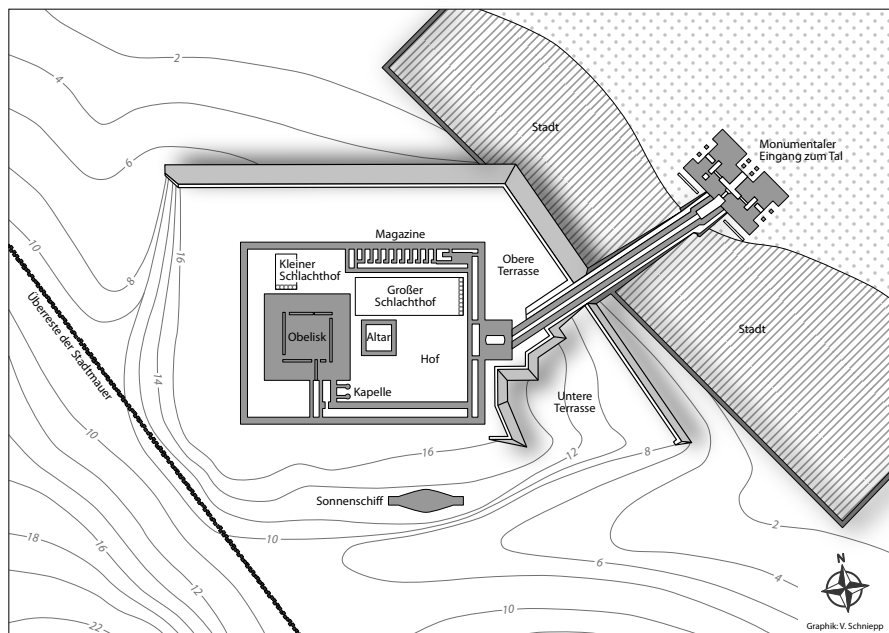 2
4
6
8
10
Stadt
Monumentaler
Eingang zum Tal
Magazine
Obere
Terrasse
Kleiner
Schlachthof
Großer
Schlachthof
16
Obelisk
Altar
Hof
Kapelle
Stadt
Überreste der Stadtmauer
14
Untere
Terrasse
16
12
8
10
Sonnenschiff
10
2
18
16
12
6
4
10
22
N
Graphik: V. Schniepp